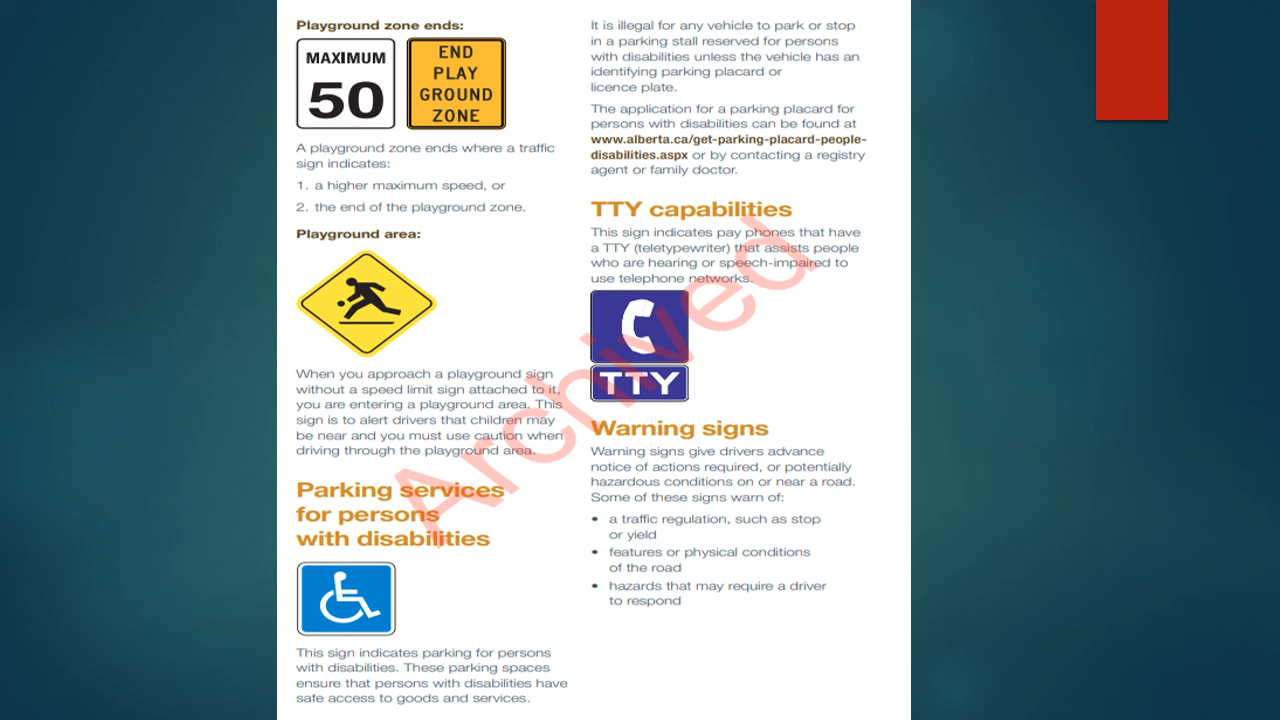 Playground zone ends:
MAXIMUM
50
END
PLAY
GROUND
ZONE
A playground zone ends where a traffic
sign indicates:
1. a higher maximum speed, or
2. the end of the playground zone.
Playground area:
When you approach a playground sign
without a speed limit sign attached to it,
you are entering a playground area. This
sign is to alert drivers that children may
be near and you must use caution when
driving through the playground area.
Parking services
for persons
with disabilities
This sign indicates parking for persons
with disabilities. These parking spaces
ensure that persons with disabilities have
safe access to goods and services.
It is illegal for any vehicle to park or stop
in a parking stall reserved for persons
with disabilities unless the vehicle has an
identifying parking placard or
licence plate.
The application for a parking placard for
persons with disabilities can be found at
www.alberta.ca/get-parking-placard-people-
disabilities.aspx or by contacting a registry
agent or family doctor.
TTY capabilities
This sign indicates pay phones that have
a TTY (teletypewriter) that assists people
who are hearing or speech-impaired to
use telephone networks.
TTY
Warning signs
Warning signs give drivers advance
notice of actions required, or potentially
hazardous conditions on or near a road.
Some of these signs warn of:
• a traffic regulation, such as stop
or yield
• features or physical conditions
of the road
• hazards that may require a driver
to respond
Archived